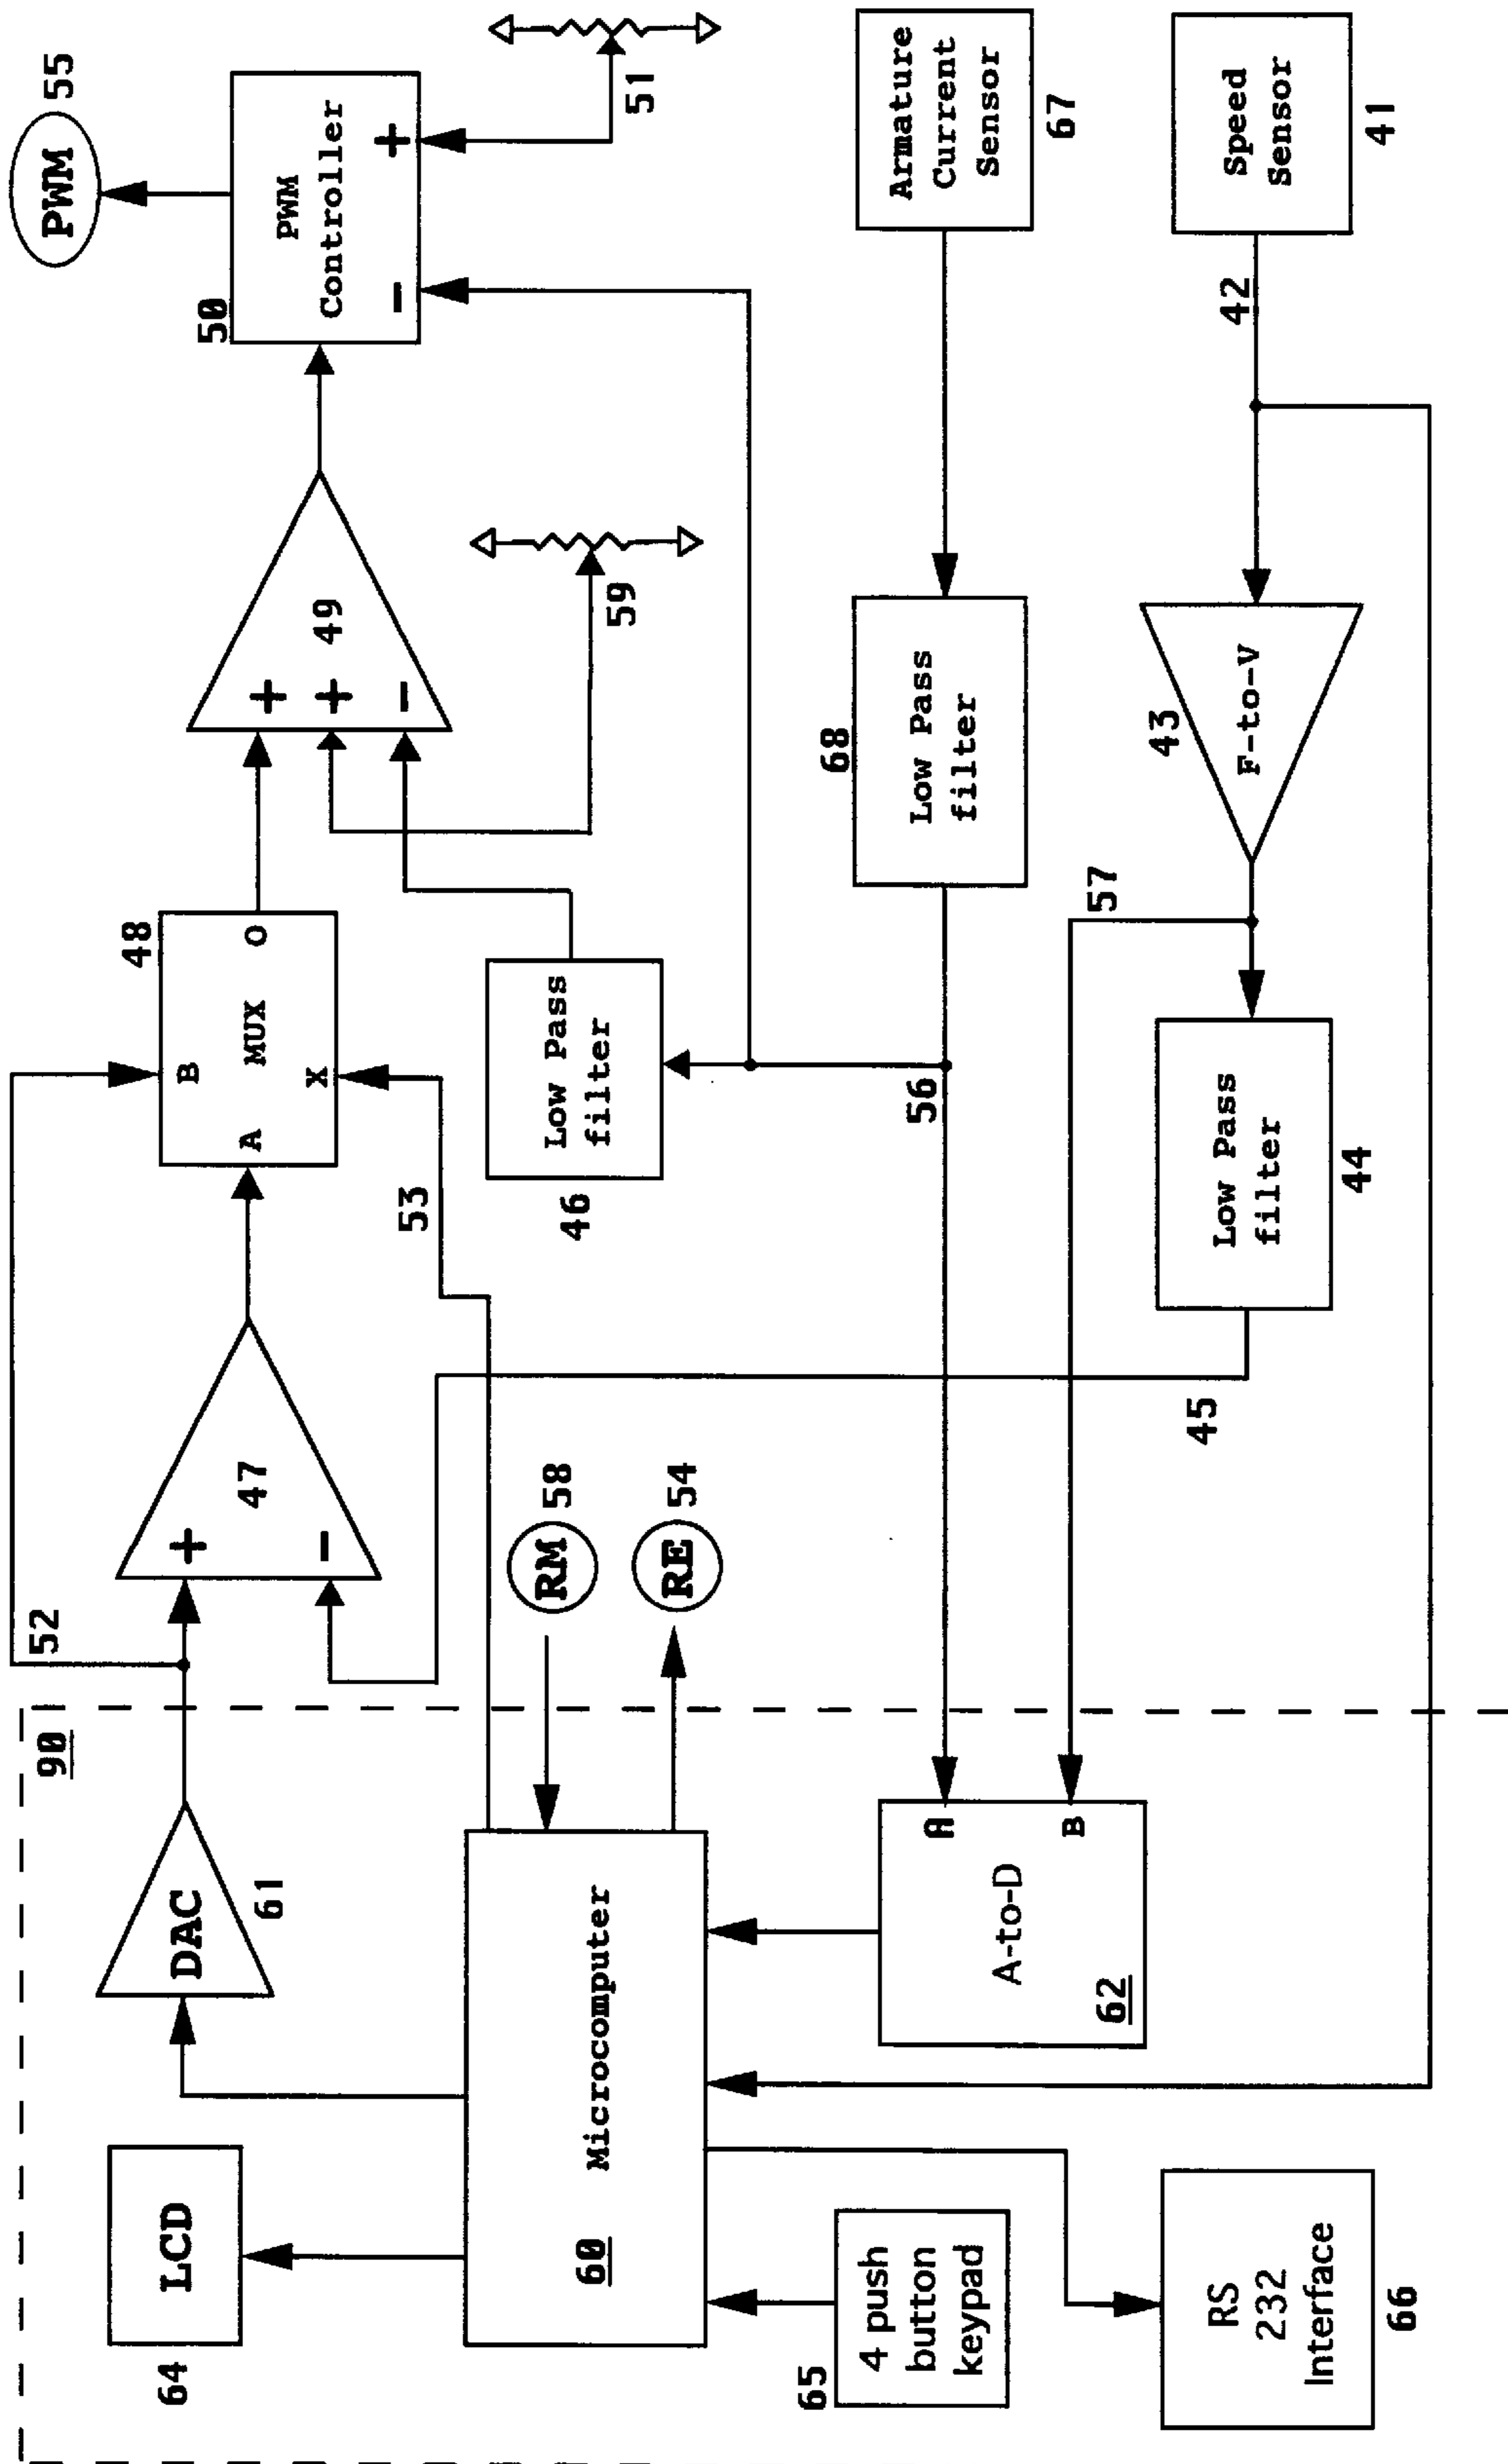 90
LCD
64
DAC
61
52
+
-
47
B
A MUX O
X
48
53
+
+
-
49
59
PWM
Controller
-
+
50
PWM 55
51
60 Microcomputer
RM 58
RE 54
Low Pass
filter
46
56
Low Pass
filter
68
Armature
Current
Sensor
67
A
A-to-D
B
62
57
4 push
button
keypad
65
RS
232
Interface
66
45
Low Pass
filter
44
F-to-V
43
42
Speed
Sensor
41